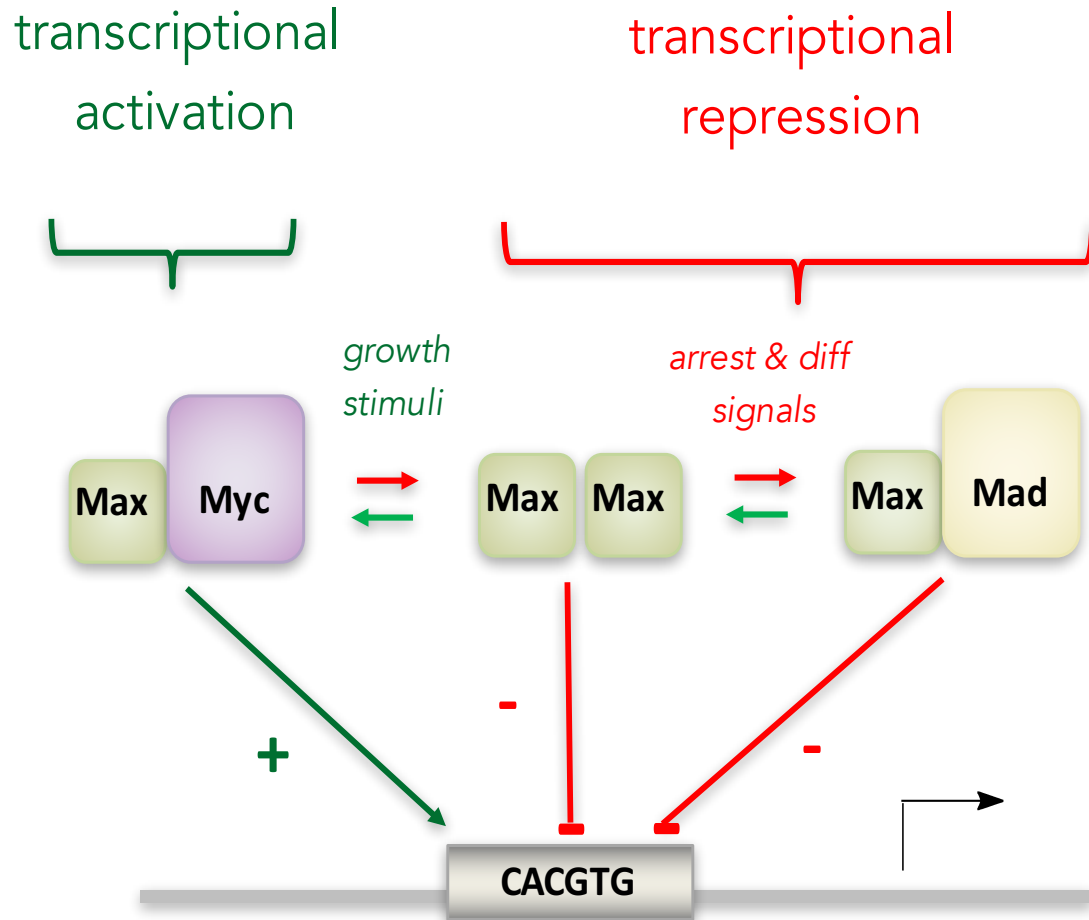 transcriptional
activation
transcriptional
repression
growth
stimuli
arrest & diff
signals
Max
Myc
Max
Max
Max
Mad
+
-
-
CACGTG